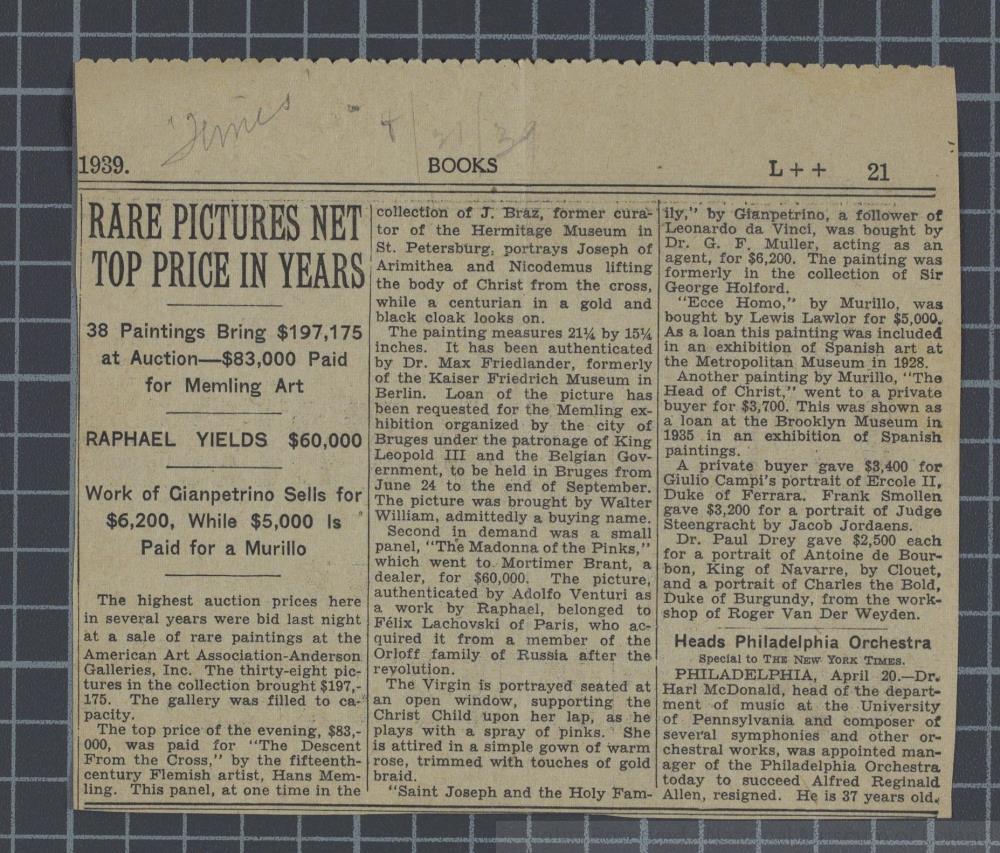 "Times"
4/21/39
1939.
BOOKS
L++ 21
RARE PICTURES NET
TOP PRICE IN YEARS
38 Paintings Bring $197,175
at Auction—$83,000 Paid
for Memling Art
RAPHAEL YIELDS $60,000
Work of Gianpetrino Sells for
$6,200, While $5,000 Is
Paid for a Murillo
The highest auction prices here
in several years were bid last night
at a sale of rare paintings at the
American Art Association-Anderson
Galleries, Inc. The thirty-eight pic-
tures in the collection brought $197,-
175. The gallery was filled to ca-
pacity.
The top price of the evening, $83,-
000, was paid for "The Descent
From the Cross," by the fifteenth-
century Flemish artist, Hans Mem-
ling. This panel, at one time in the
collection of J. Braz, former cura-
tor of the Hermitage Museum in
St. Petersburg, portrays Joseph of
Arimithea and Nicodemus lifting
the body of Christ from the cross,
while a centurian in a gold and
black cloak looks on.
The painting measures 21¼ by 15¼
inches. It has been authenticated
by Dr. Max Friedlander, formerly
of the Kaiser Friedrich Museum in
Berlin. Loan of the picture has
been requested for the Memling ex-
hibition organized by the city of
Bruges under the patronage of King
Leopold III and the Belgian Gov-
ernment, to be held in Bruges from
June 24 to the end of September.
The picture was brought by Walter
William, admittedly a buying name.
Second in demand was a small
panel, "The Madonna of the Pinks,"
which went to Mortimer Brant, a
dealer, for $60,000. The picture,
authenticated by Adolfo Venturi as
a work by Raphael, belonged to
Félix Lachovski of Paris, who ac-
quired it from a member of the
Orloff family of Russia after the
revolution.
The Virgin is portrayed seated at
an open window, supporting the
Christ Child upon her lap, as he
plays with a spray of pinks. She
is attired in a simple gown of warm
rose, trimmed with touches of gold
braid.
"Saint Joseph and the Holy Fam-
ily," by Gianpetrino, a follower of
Leonardo da Vinci, was bought by
Dr. G. F. Muller, acting as an
agent, for $6,200. The painting was
formerly in the collection of Sir
George Holford.
"Ecce Homo," by Murillo, was
bought by Lewis Lawlor for $5,000.
As a loan this painting was included
in an exhibition of Spanish art at
the Metropolitan Museum in 1928.
Another painting by Murillo, "The
Head of Christ," went to a private
buyer for $3,700. This was shown as
a loan at the Brooklyn Museum in
1935 in an exhibition of Spanish
paintings.
A private buyer gave $3,400 for
Giulio Campi's portrait of Ercole II,
Duke of Ferrara. Frank Smollen
gave $3,200 for a portrait of Judge
Steengracht by Jacob Jordaens.
Dr. Paul Drey gave $2,500 each
for a portrait of Antoine de Bour-
bon, King of Navarre, by Clouet,
and a portrait of Charles the Bold,
Duke of Burgundy, from the work-
shop of Roger Van Der Weyden.
Heads Philadelphia Orchestra
Special to THE NEW YORK TIMES.
PHILADELPHIA, April 20.—Dr.
Harl McDonald, head of the depart-
ment of music at the University
of Pennsylvania and composer of
several symphonies and other or-
chestral works, was appointed man-
ager of the Philadelphia Orchestra
today to succeed Alfred Reginald
Allen, resigned. He is 37 years old.